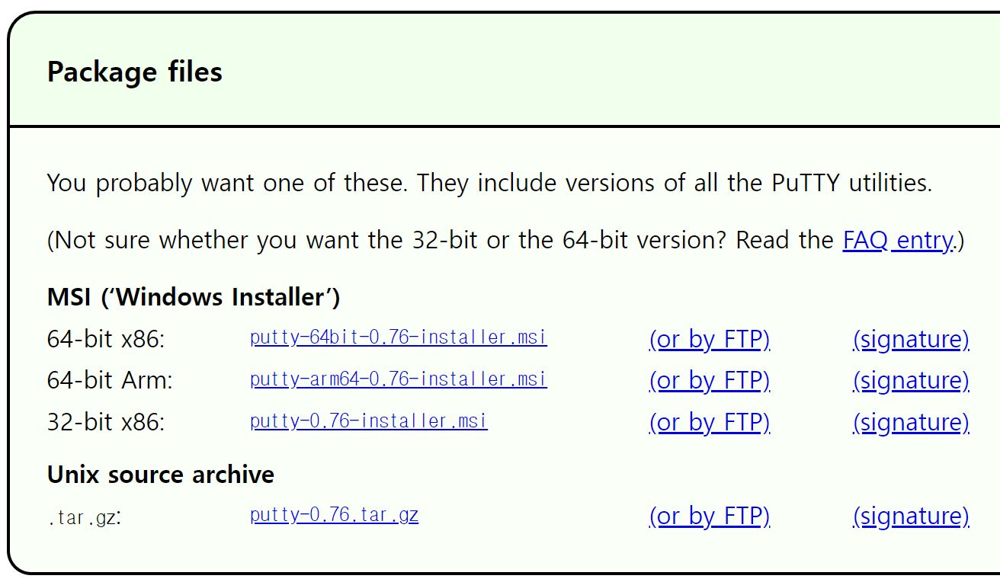 Package files
You probably want one of these. They include versions of all the PuTTY utilities.
(Not sure whether you want the 32-bit or the 64-bit version? Read the FAQ entry.)
MSI (‘Windows Installer’)
64-bit x86: putty-64bit-0.76-installer.msi (or by FTP) (signature)
64-bit Arm: putty-arm64-0.76-installer.msi (or by FTP) (signature)
32-bit x86: putty-0.76-installer.msi (or by FTP) (signature)
Unix source archive
.tar.gz: putty-0.76.tar.gz (or by FTP) (signature)